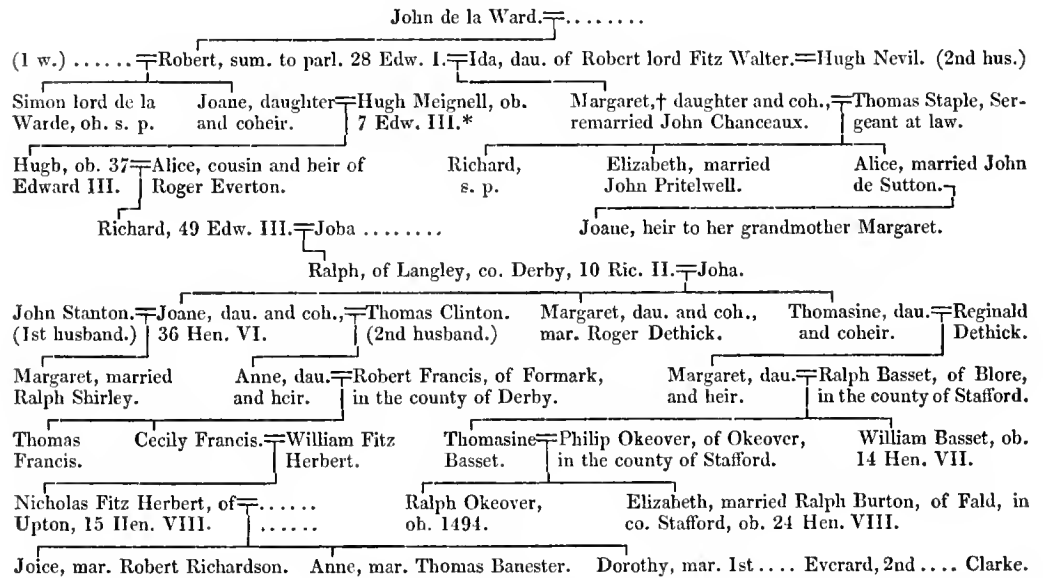 John de la Ward.=........
(1 w.) ......=Robert, sum. to parl. 28 Edw. I.=Ida, dau. of Robert lord Fitz Walter.=Hugh Nevil. (2nd hus.)
Simon lord de la Joane, daughter=Hugh Meignell, ob. Margaret,† daughter and coh.,=Thomas Staple, Ser-
Warde, oh. s. p. and coheir. 7 Edw. III.* remarried John Chanceaux. geant at law.
Hugb, ob. 37=Alice, cousin and heir of Richard, Elizabeth, married Alice, married John
Edward III. Roger Everton. s. p. John Pritelwell. de Sutton.
Richard, 49 Edw. III.=Joba ........ Joane, heir to her grandmother Margaret.
Ralph, of Langley, co. Derby, 10 Ric. II.=Joha.
John Stanton.=Joane, dau. and coh.,=Thomas Clinton. Margaret, dau. and coh., Thomasine, dau.=Reginald
(1st husband.) 36 Hen. VI. (2nd husband.) mar. Roger Dethick. and coheir. Dethick.
Margaret, married Anne, dau.=Robert Francis, of Formark, Margaret, dau.=Ralph Basset, of Blore,
Ralph Shirley. and heir. in the county of Derby. and heir. in the county of Stafford.
Thomas Cecily Francis.=William Fitz Thomasine=Philip Okeover, of Okeover, William Basset, ob.
Francis. Herbert. Basset. in the county of Stafford. 14 Hen. VII.
Nicholas Fitz Herbert, of=...... Ralph Okeover, Elizabeth, married Ralph Burton, of Fald, in
Upton, 15 Hen. VIII. ...... ob. 1494. co. Stafford, ob. 24 Hen. VIII.
Joice, mar. Robert Richardson. Anne, mar. Thomas Banester. Dorothy, mar. 1st.... Everard, 2nd.... Clarke.